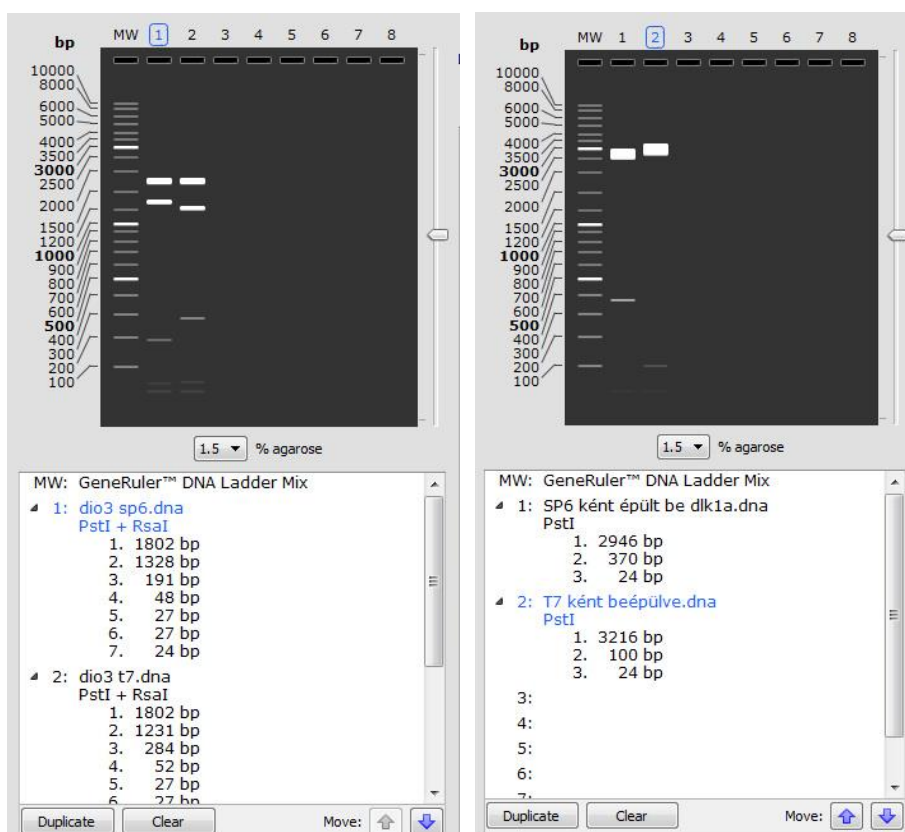 bp
MW 1 2 3 4 5 6 7 8
10000
8000
6000
5000
4000
3500
3000
2500
2000
1500
1200
1000
900
800
700
600
500
400
300
200
100
1.5 % agarose
MW: GeneRuler™ DNA Ladder Mix
1: dio3 sp6.dna
PstI + RsaI
1. 1802 bp
2. 1328 bp
3. 191 bp
4. 48 bp
5. 27 bp
6. 27 bp
7. 24 bp
2: dio3 t7.dna
PstI + RsaI
1. 1802 bp
2. 1231 bp
3. 284 bp
4. 52 bp
5. 27 bp
6. 27 bp
Duplicate Clear Move:
bp
MW 1 2 3 4 5 6 7 8
10000
8000
6000
5000
4000
3500
3000
2500
2000
1500
1200
1000
900
800
700
600
500
400
300
200
100
1.5 % agarose
MW: GeneRuler™ DNA Ladder Mix
1: SP6 ként épült be dlk1a.dna
PstI
1. 2946 bp
2. 370 bp
3. 24 bp
2: T7 ként beépülve.dna
PstI
1. 3216 bp
2. 100 bp
3. 24 bp
3:
4:
5:
6:
7:
Duplicate Clear Move: